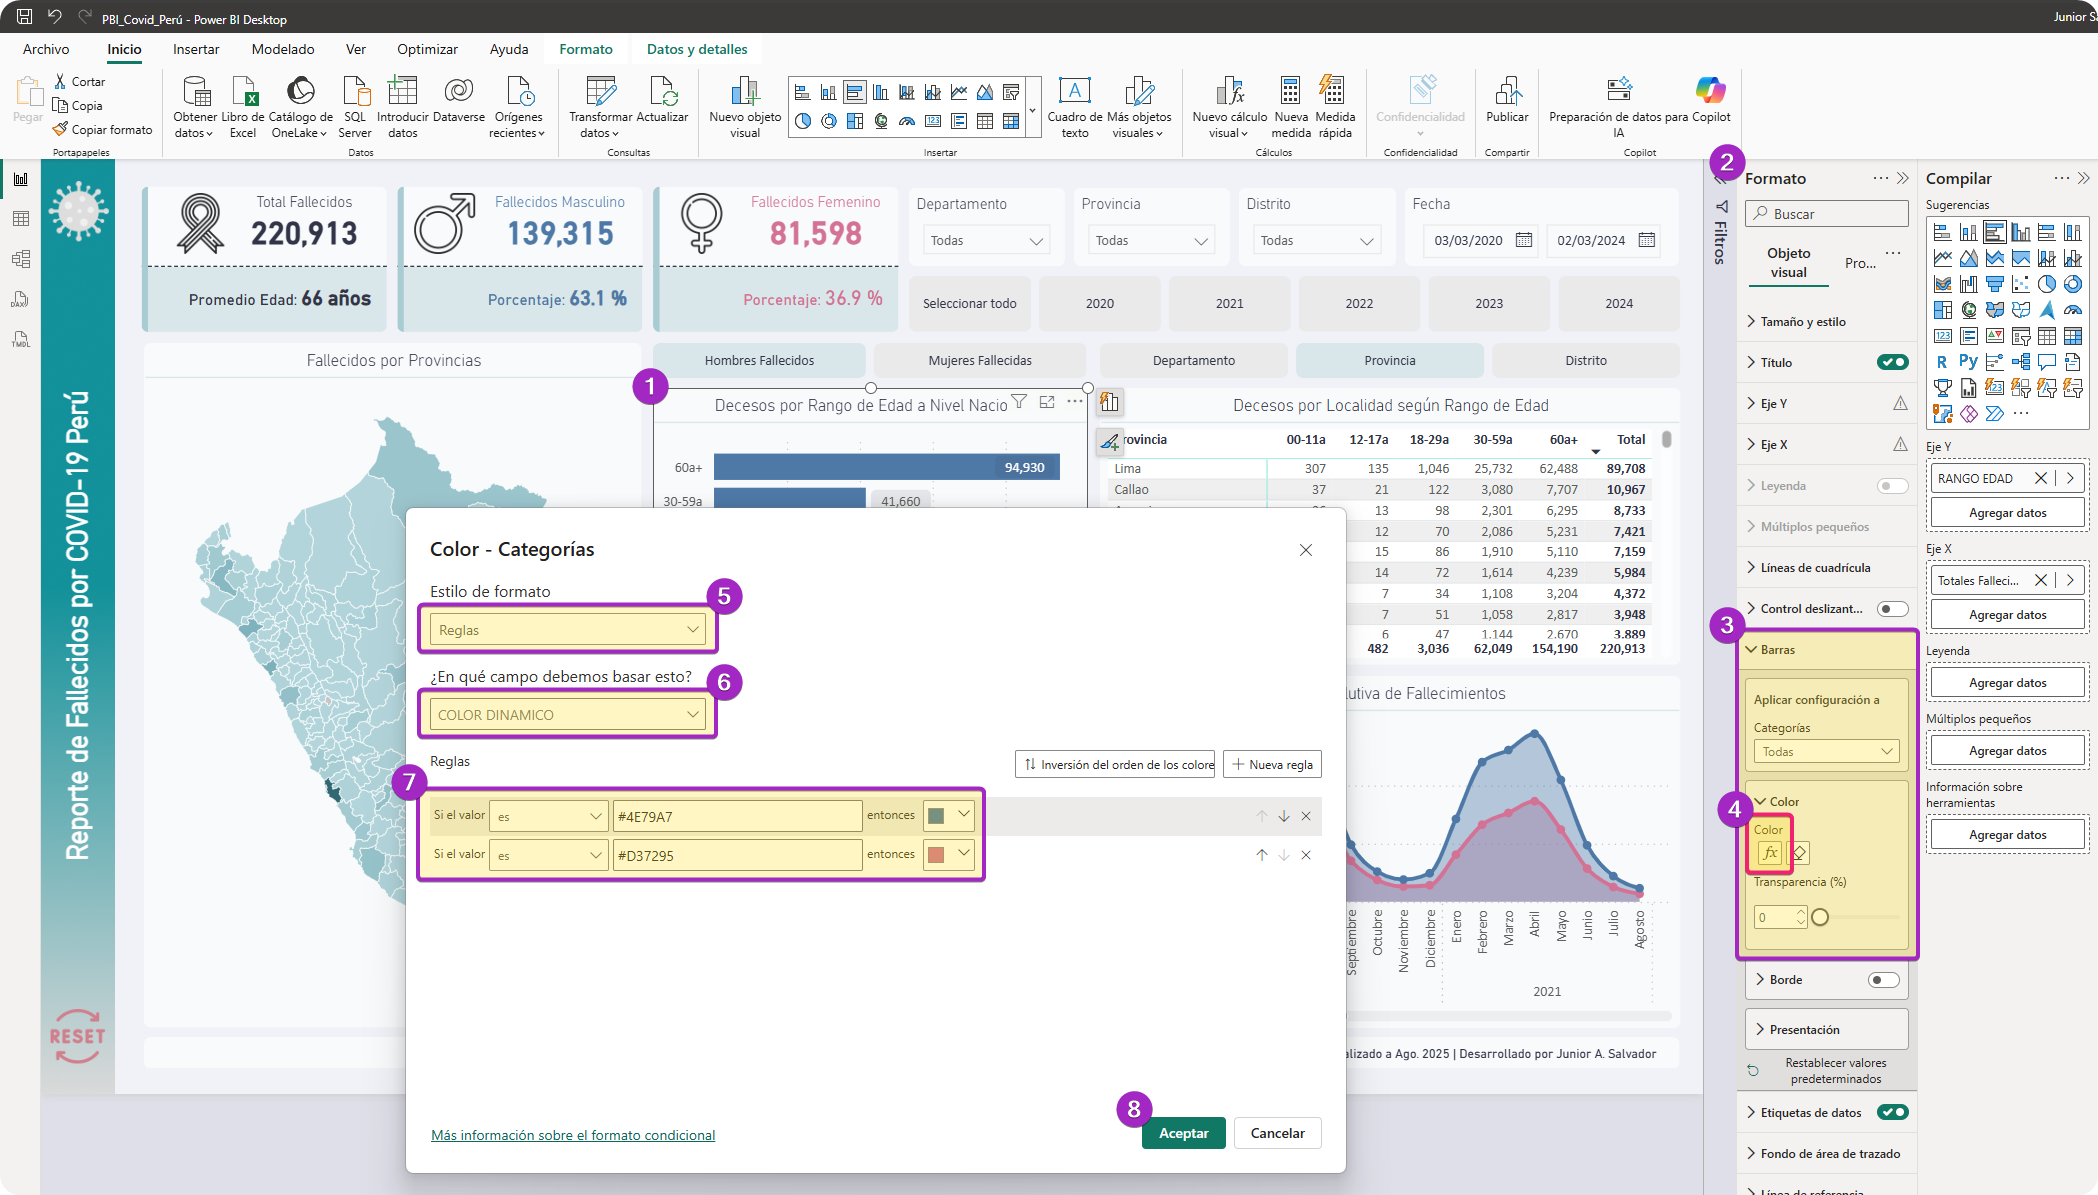 PBI_Covid_Perú - Power BI Desktop
Junior Sa
Archivo
Inicio
Insertar
Modelado
Ver
Optimizar
Ayuda
Formato
Datos y detalles
Pegar
Cortar
Copia
Copiar formato
Portapapeles
Obtener datos
Libro de Excel
Catálogo de OneLake
SQL Server
Introducir datos
Dataverse
Orígenes recientes
Datos
Transformar datos
Actualizar
Consultas
Nuevo objeto visual
Cuadro de texto
Más objetos visuales
Insertar
Nuevo cálculo visual
Nueva medida
Medida rápida
Cálculos
Confidencialidad
Confidencialidad
Publicar
Compartir
Preparación de datos para IA
Copilot
Copilot
DAX
TMDL
Reporte de Fallecidos por COVID-19 Perú
RESET
Total Fallecidos
220,913
Promedio Edad: 66 años
Fallecidos Masculino
139,315
Porcentaje: 63.1 %
Fallecidos Femenino
81,598
Porcentaje: 36.9 %
Departamento
Todas
Provincia
Todas
Distrito
Todas
Fecha
03/03/2020
02/03/2024
Seleccionar todo
2020
2021
2022
2023
2024
Fallecidos por Provincias
Hombres Fallecidos
Mujeres Fallecidas
Departamento
Provincia
Distrito
1
Decesos por Rango de Edad a Nivel Nacio
60a+
94,930
30-59a
41,660
Decesos por Localidad según Rango de Edad
rovincia 00-11a 12-17a 18-29a 30-59a 60a+ Total
Lima 307 135 1,046 25,732 62,488 89,708
Callao 37 21 122 3,080 7,707 10,967
13 98 2,301 6,295 8,733
12 70 2,086 5,231 7,421
15 86 1,910 5,110 7,159
14 72 1,614 4,239 5,984
7 34 1,108 3,204 4,372
7 51 1,058 2,817 3,948
6 47 1,144 2,670 3,889
482 3,036 62,049 154,190 220,913
lutiva de Fallecimientos
Septiembre
Octubre
Noviembre
Diciembre
Enero
Febrero
Marzo
Abril
Mayo
Junio
Julio
Agosto
2021
alizado a Ago. 2025 | Desarrollado por Junior A. Salvador
Color - Categorías
Estilo de formato
5
Reglas
¿En qué campo debemos basar esto?
6
COLOR DINAMICO
Reglas
Inversión del orden de los colore
Nueva regla
7
Si el valor es #4E79A7 entonces
Si el valor es #D37295 entonces
Más información sobre el formato condicional
8
Aceptar
Cancelar
2
Filtros
Formato
Buscar
Objeto visual
Pro...
Tamaño y estilo
Título
Eje Y
Eje X
Leyenda
Múltiplos pequeños
Líneas de cuadrícula
Control deslizant...
3
Barras
Aplicar configuración a
Categorías
Todas
4
Color
Color
fx
Transparencia (%)
0
Borde
Presentación
Restablecer valores predeterminados
Etiquetas de datos
Fondo de área de trazado
Línea de referencia
Compilar
Sugerencias
123
R
Py
123
Eje Y
RANGO EDAD
Agregar datos
Eje X
Totales Falleci...
Agregar datos
Leyenda
Agregar datos
Múltiplos pequeños
Agregar datos
Información sobre herramientas
Agregar datos